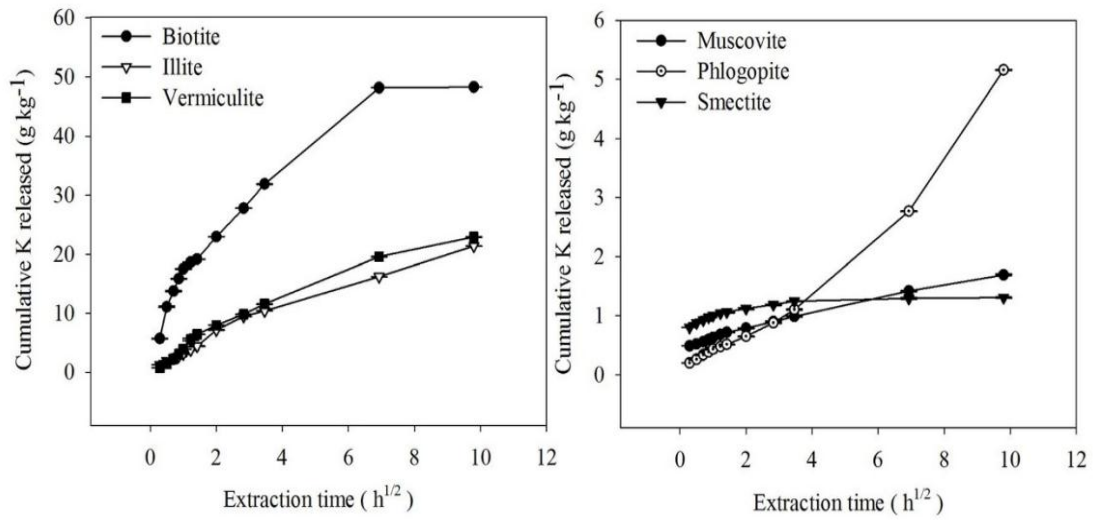 Cumulative K released (g kg⁻¹)
60
50
40
30
20
10
0
Biotite
Illite
Vermiculite
0 2 4 6 8 10 12
Extraction time ( h^1/2 )
Cumulative K released (g kg⁻¹)
6
5
4
3
2
1
0
Muscovite
Phlogopite
Smectite
0 2 4 6 8 10 12
Extraction time ( h^1/2 )